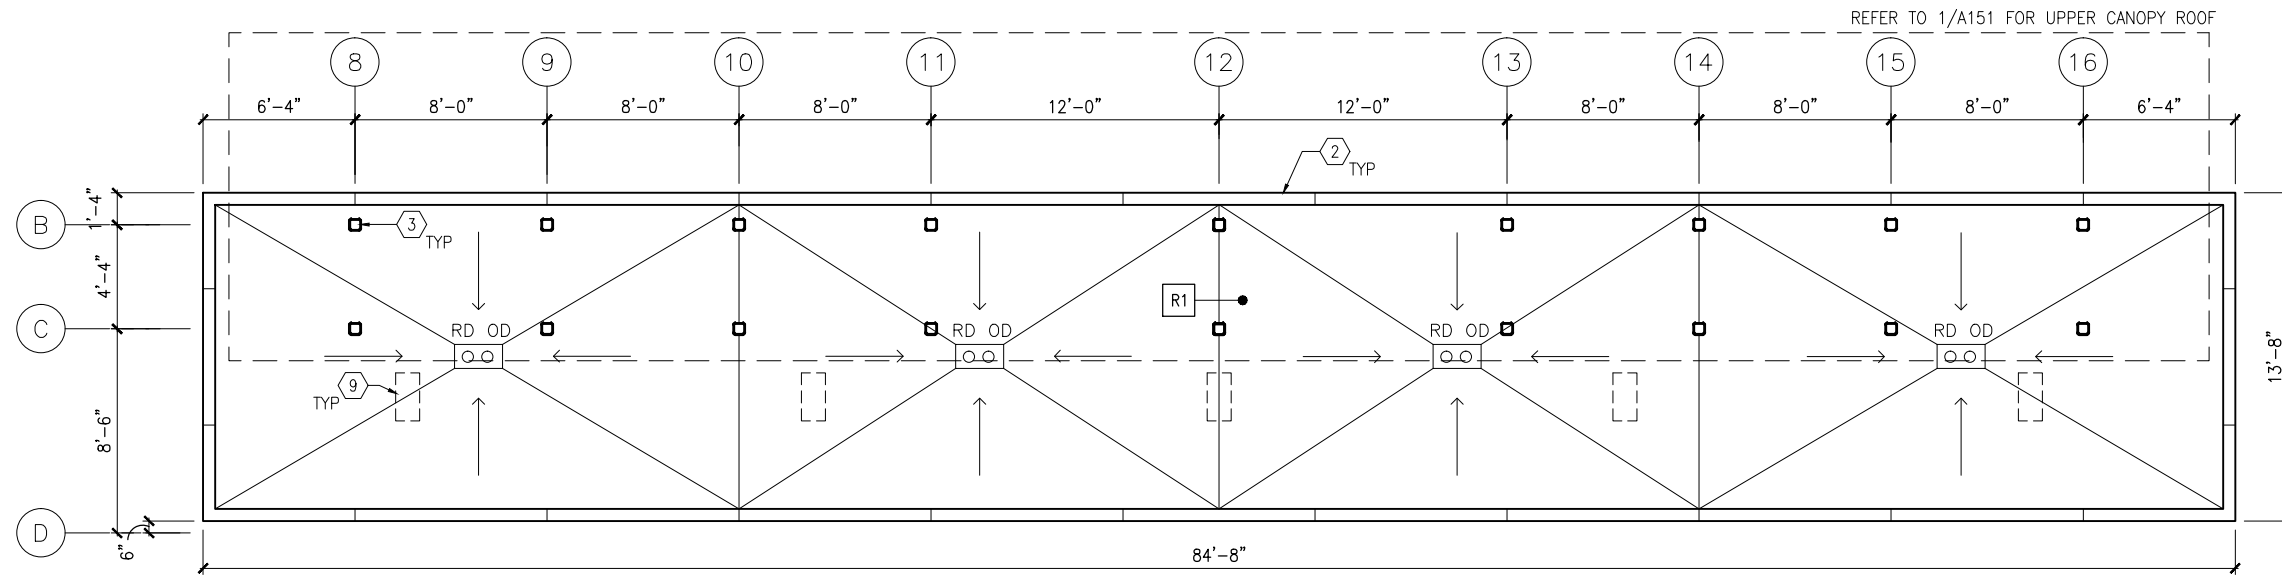 REFER TO 1/A151 FOR UPPER CANOPY ROOF
8 9 10 11 12 13 14 15 16
6'-4" 8'-0" 8'-0" 8'-0" 12'-0" 12'-0" 8'-0" 8'-0" 8'-0" 6'-4"
2
TYP
1'-4"
B
3
TYP
4'-4"
R1
C
RD OD RD OD RD OD RD OD
13'-8"
9
TYP
8'-6"
D
6"
84'-8"